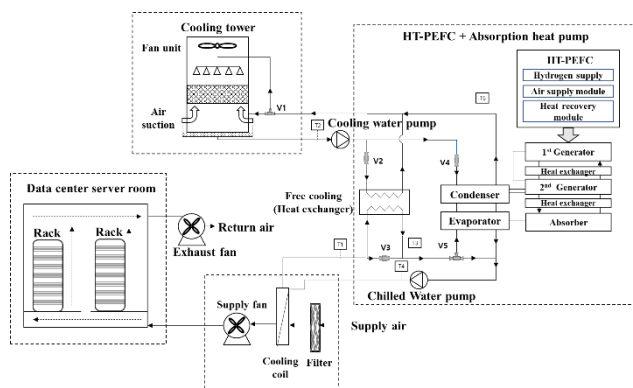 Cooling tower
Fan unit
Air
suction
V1
T2
Cooling water pump
HT-PEFC + Absorption heat pump
HT-PEFC
Hydrogen supply
Air supply module
Heat recovery
module
1st Generator
Heat exchanger
2nd Generator
Heat exchanger
Absorber
V2
V4
Condenser
Evaporator
Free cooling
(Heat exchanger)
V3
T4
V5
Chilled Water pump
Data center server room
Rack
Rack
Return air
Exhaust fan
Supply fan
Supply air
Cooling
coil
Filter